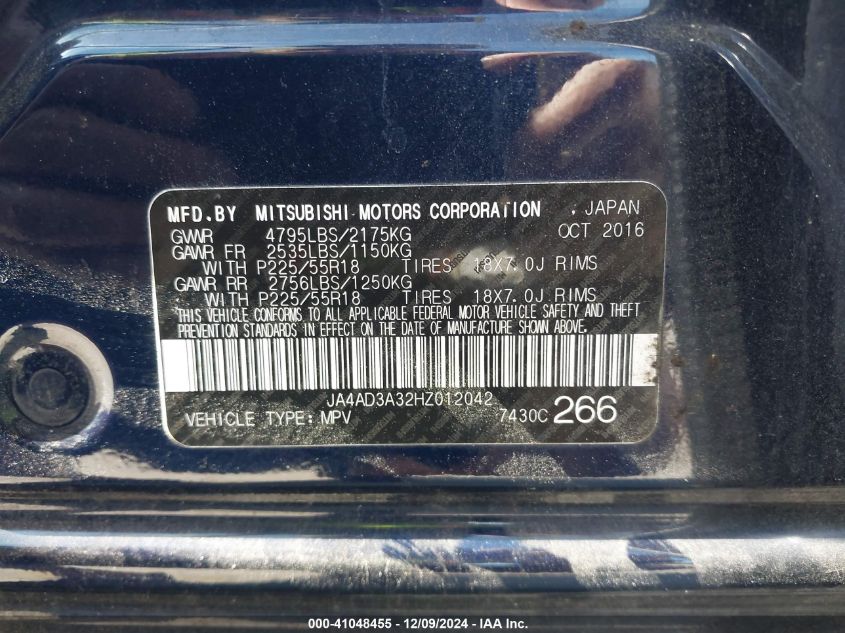 MFD.BY MITSUBISHI MOTORS CORPORATION , JAPAN
GVWR 4795LBS/2175KG OCT 2016
GAWR FR 2535LBS/1150KG
WITH P225/55R18 TIRES 18X7.0J RIMS
GAWR RR 2756LBS/1250KG
WITH P225/55R18 TIRES 18X7.0J RIMS
THIS VEHICLE CONFORMS TO ALL APPLICABLE FEDERAL MOTOR VEHICLE SAFETY AND THEFT
PREVENTION STANDARDS IN EFFECT ON THE DATE OF MANUFACTURE SHOWN ABOVE.
JA4AD3A32HZ012042
VEHICLE TYPE:MPV 7430C 266
000-41048455 - 12/09/2024 - IAA Inc.